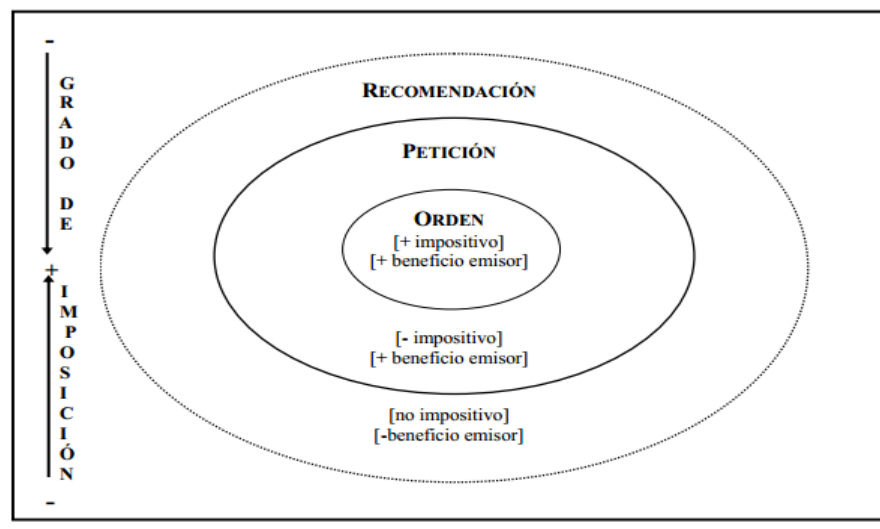 -
GRADO DE
RECOMENDACIÓN
PETICIÓN
ORDEN
[+ impositivo]
[+ beneficio emisor]
+
IMPOSICIÓN
[- impositivo]
[+ beneficio emisor]
[no impositivo]
[-beneficio emisor]
-